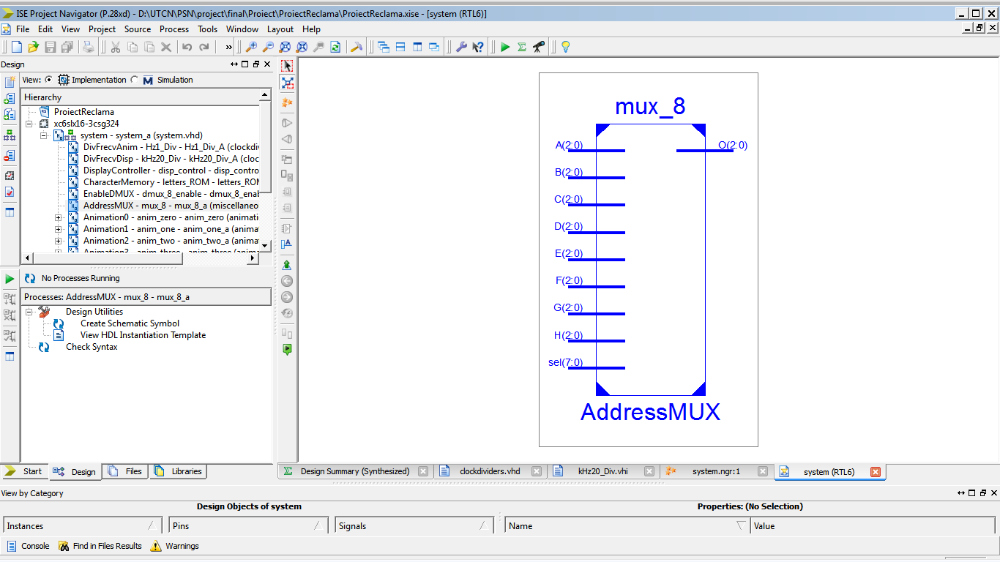 ISE Project Navigator (P.28xd) - D:\UTCN\PSN\project\final\Proiect\ProiectReclama\ProiectReclama.xise - [system (RTL6)]
File Edit View Project Source Process Tools Window Layout Help
Design
View: Implementation Simulation
Hierarchy
ProiectReclama
xc6slx16-3csg324
system - system_a (system.vhd)
DivFrecvAnim - Hz1_Div - Hz1_Div_A (clockdiv
DivFrecvDisp - kHz20_Div - kHz20_Div_A (cloc
DisplayController - disp_control - disp_contro
CharacterMemory - letters_ROM - letters_ROM
EnableDMUX - dmux_8_enable - dmux_8_enab
AddressMUX - mux_8 - mux_8_a (miscellaneo
Animation0 - anim_zero - anim_zero (animati
Animation1 - anim_one - anim_one_a (animat
Animation2 - anim_two - anim_two_a (animat
Animation3 - anim_three - anim_three (anima
No Processes Running
Processes: AddressMUX - mux_8 - mux_8_a
Design Utilities
Create Schematic Symbol
View HDL Instantiation Template
Check Syntax
Start Design Files Libraries
mux_8
A(2:0) O(2:0)
B(2:0)
C(2:0)
D(2:0)
E(2:0)
F(2:0)
G(2:0)
H(2:0)
sel(7:0)
AddressMUX
Design Summary (Synthesized) clockdividers.vhd kHz20_Div.vhi system.ngr:1 system (RTL6)
View by Category
Design Objects of system Properties: (No Selection)
Instances Pins Signals Name Value
Console Find in Files Results Warnings